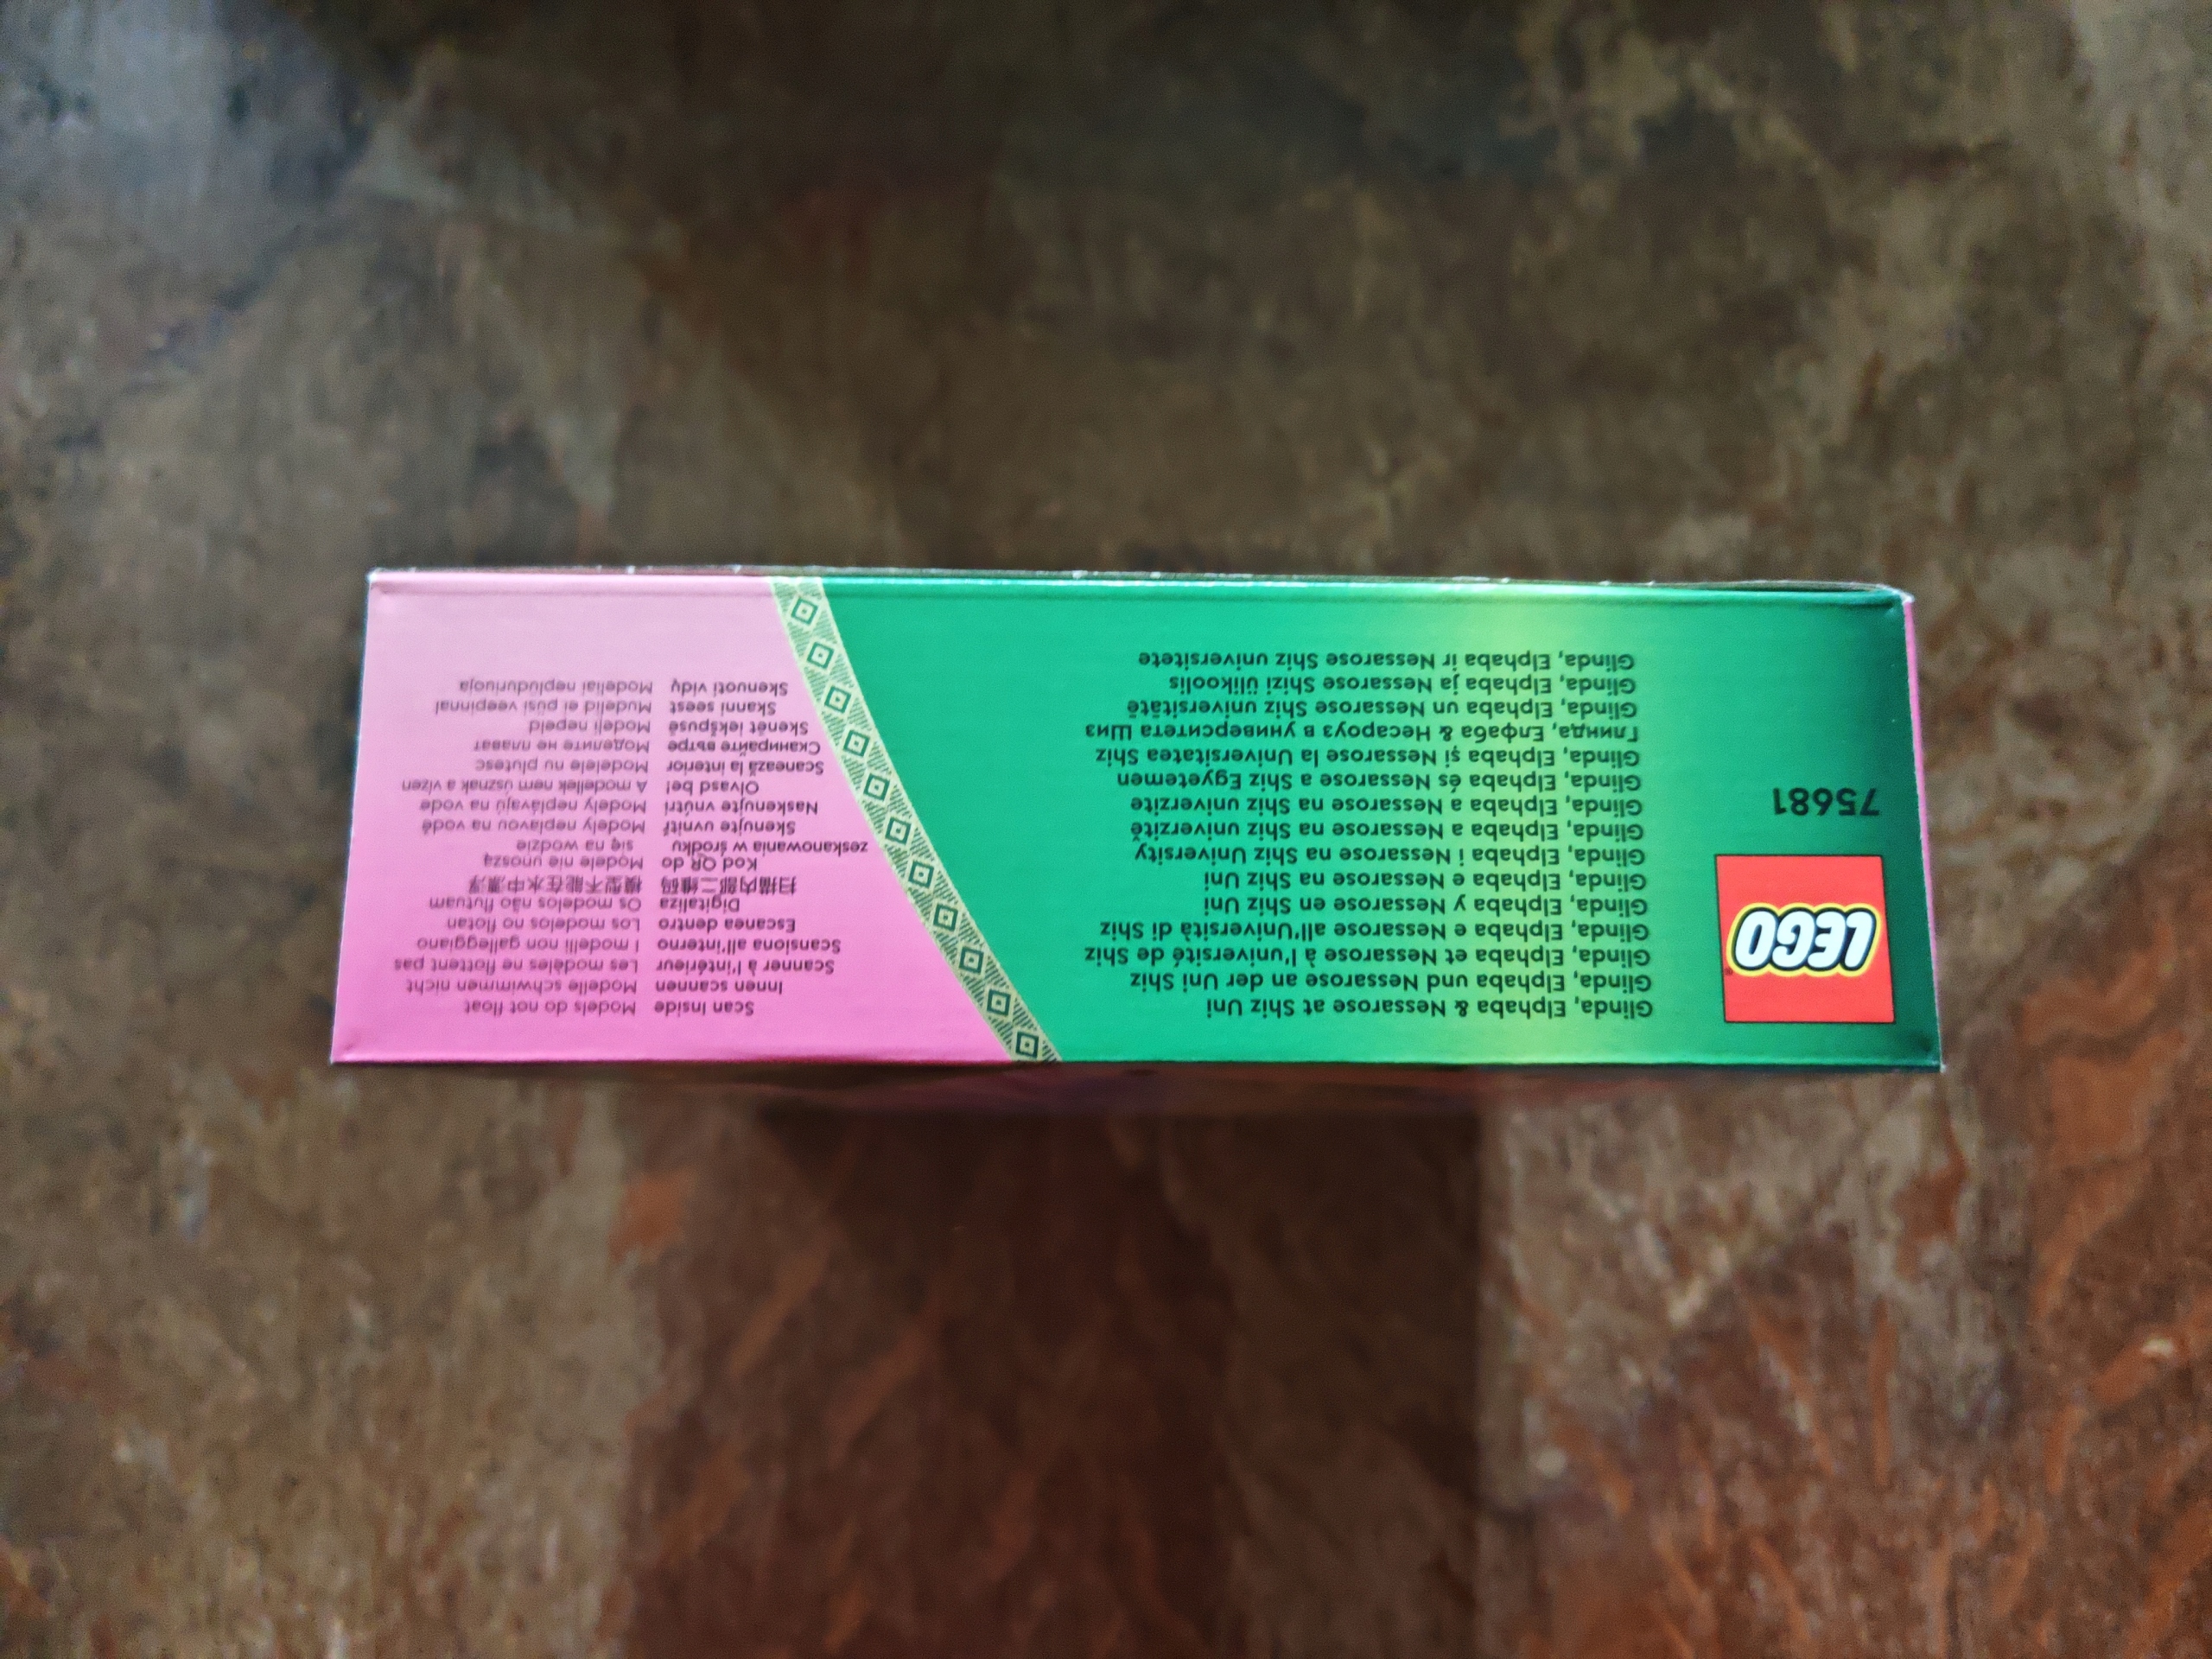 LEGO®
75681
Glinda, Elphaba & Nessarose at Shiz Uni
Glinda, Elphaba und Nessarose an der Uni Shiz
Glinda, Elphaba et Nessarose à l'université de Shiz
Glinda, Elphaba e Nessarose all'Università di Shiz
Glinda, Elphaba y Nessarose en Shiz Uni
Glinda, Elphaba e Nessarose na Shiz Uni
Glinda, Elphaba i Nessarose na Shiz University
Glinda, Elphaba a Nessarose na Shiz univerzitě
Glinda, Elphaba a Nessarose na Shiz univerzite
Glinda, Elphaba és Nessarose a Shiz Egyetemen
Glinda, Elphaba și Nessarose la Universitatea Shiz
Глинда, Елфаба & Несароуз в университета Шиз
Glinda, Elphaba un Nessarose Shiz universitātē
Glinda, Elphaba ja Nessarose Shizi ülikoolis
Glinda, Elphaba ir Nessarose Shiz universitete
Scan Inside Models do not float
Innen scannen Modelle schwimmen nicht
Scanner à l'intérieur Les modèles ne flottent pas
Scansiona all'interno I modelli non galleggiano
Escanea dentro Los modelos no flotan
Digitaliza Os modelos não flutuam
扫描内部二维码 模型不能在水中漂浮
Kod QR do Modele nie unoszą
zeskanowania w środku się na wodzie
Skenujte uvnitř Modely neplavou na vodě
Naskenujte vnútri Modely neplávajú na vode
Olvasd be! A modellek nem úsznak a vízen
Scanează la interior Modelele nu plutesc
Сканирайте вътре Моделите не плават
Skenēt iekšpusē Modeļi nepeld
Skanni seest Mudelid ei püsi veepinnal
Skenuoti vidų Modeliai neplūduriuoja